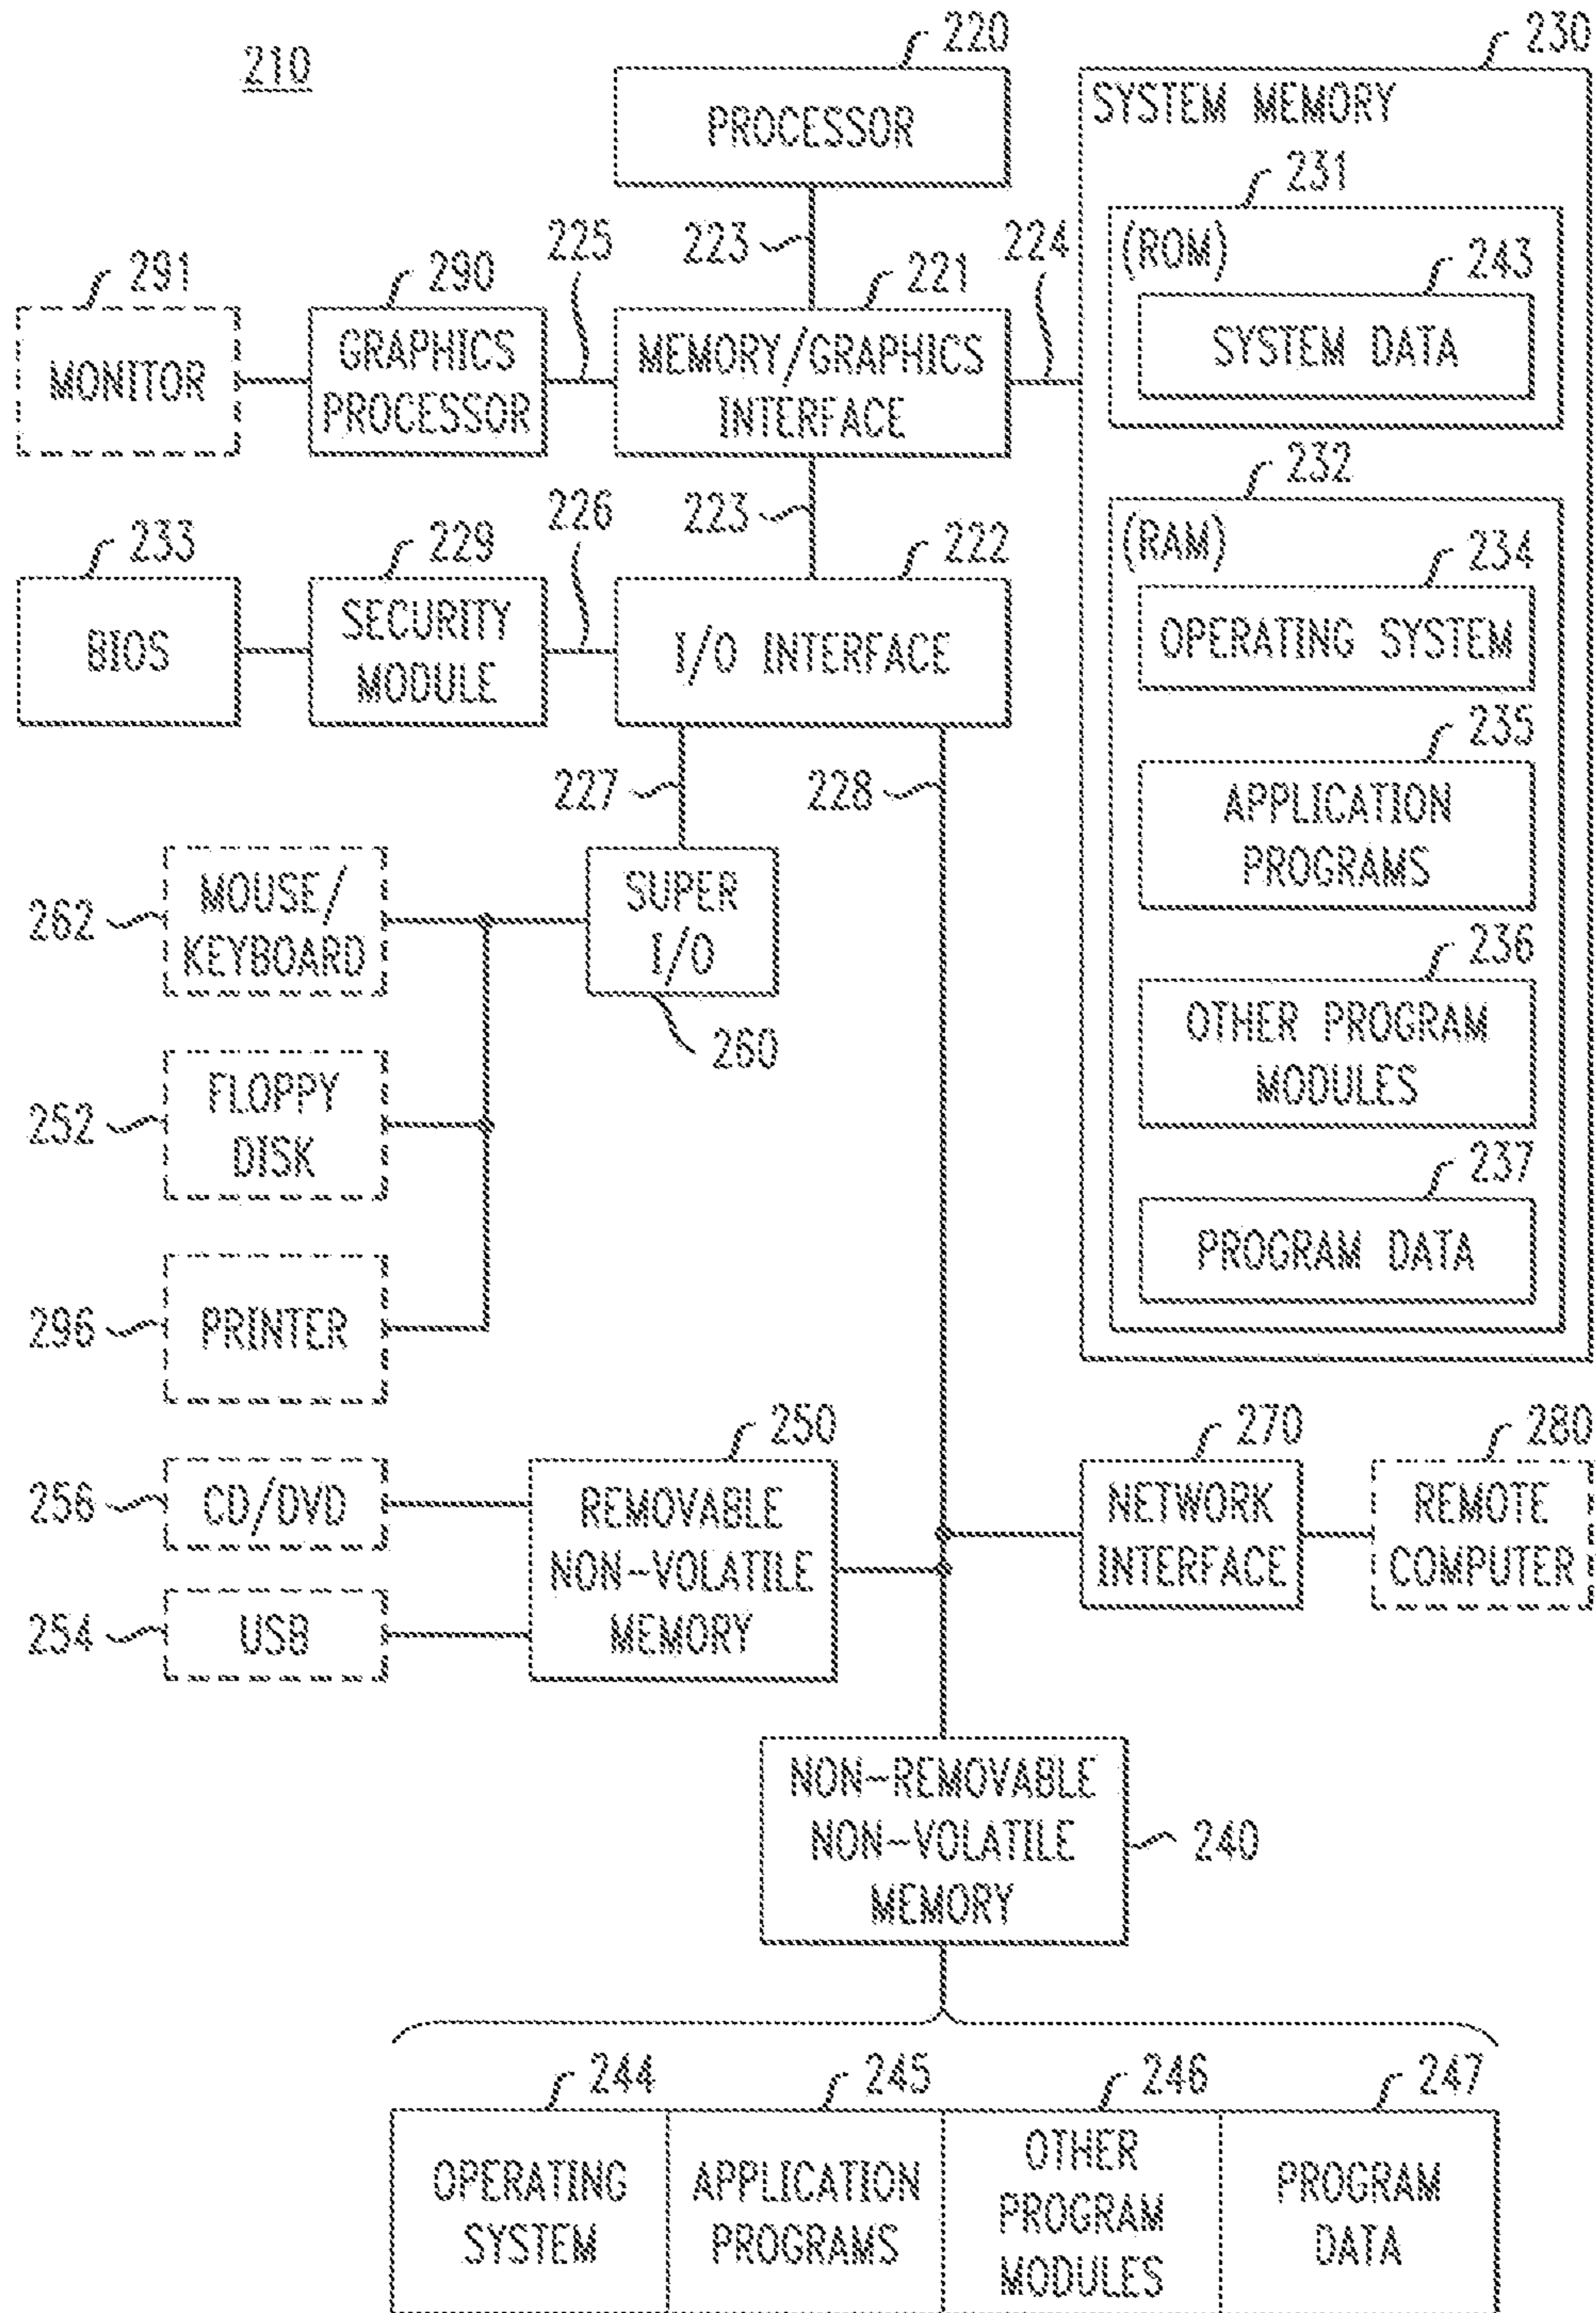 210
220
PROCESSOR
230
SYSTEM MEMORY
231
(ROM)
243
SYSTEM DATA
223
225
224
291
MONITOR
290
GRAPHICS
PROCESSOR
221
MEMORY/GRAPHICS
INTERFACE
232
(RAM)
234
OPERATING SYSTEM
235
APPLICATION
PROGRAMS
236
OTHER PROGRAM
MODULES
237
PROGRAM DATA
223
226
233
BIOS
229
SECURITY
MODULE
222
I/O INTERFACE
227
228
262
MOUSE/
KEYBOARD
SUPER
I/O
260
252
FLOPPY
DISK
296
PRINTER
256
CD/DVD
254
USB
250
REMOVABLE
NON-VOLATILE
MEMORY
270
NETWORK
INTERFACE
280
REMOTE
COMPUTER
NON-REMOVABLE
NON-VOLATILE
MEMORY
240
244
OPERATING
SYSTEM
245
APPLICATION
PROGRAMS
246
OTHER
PROGRAM
MODULES
247
PROGRAM
DATA